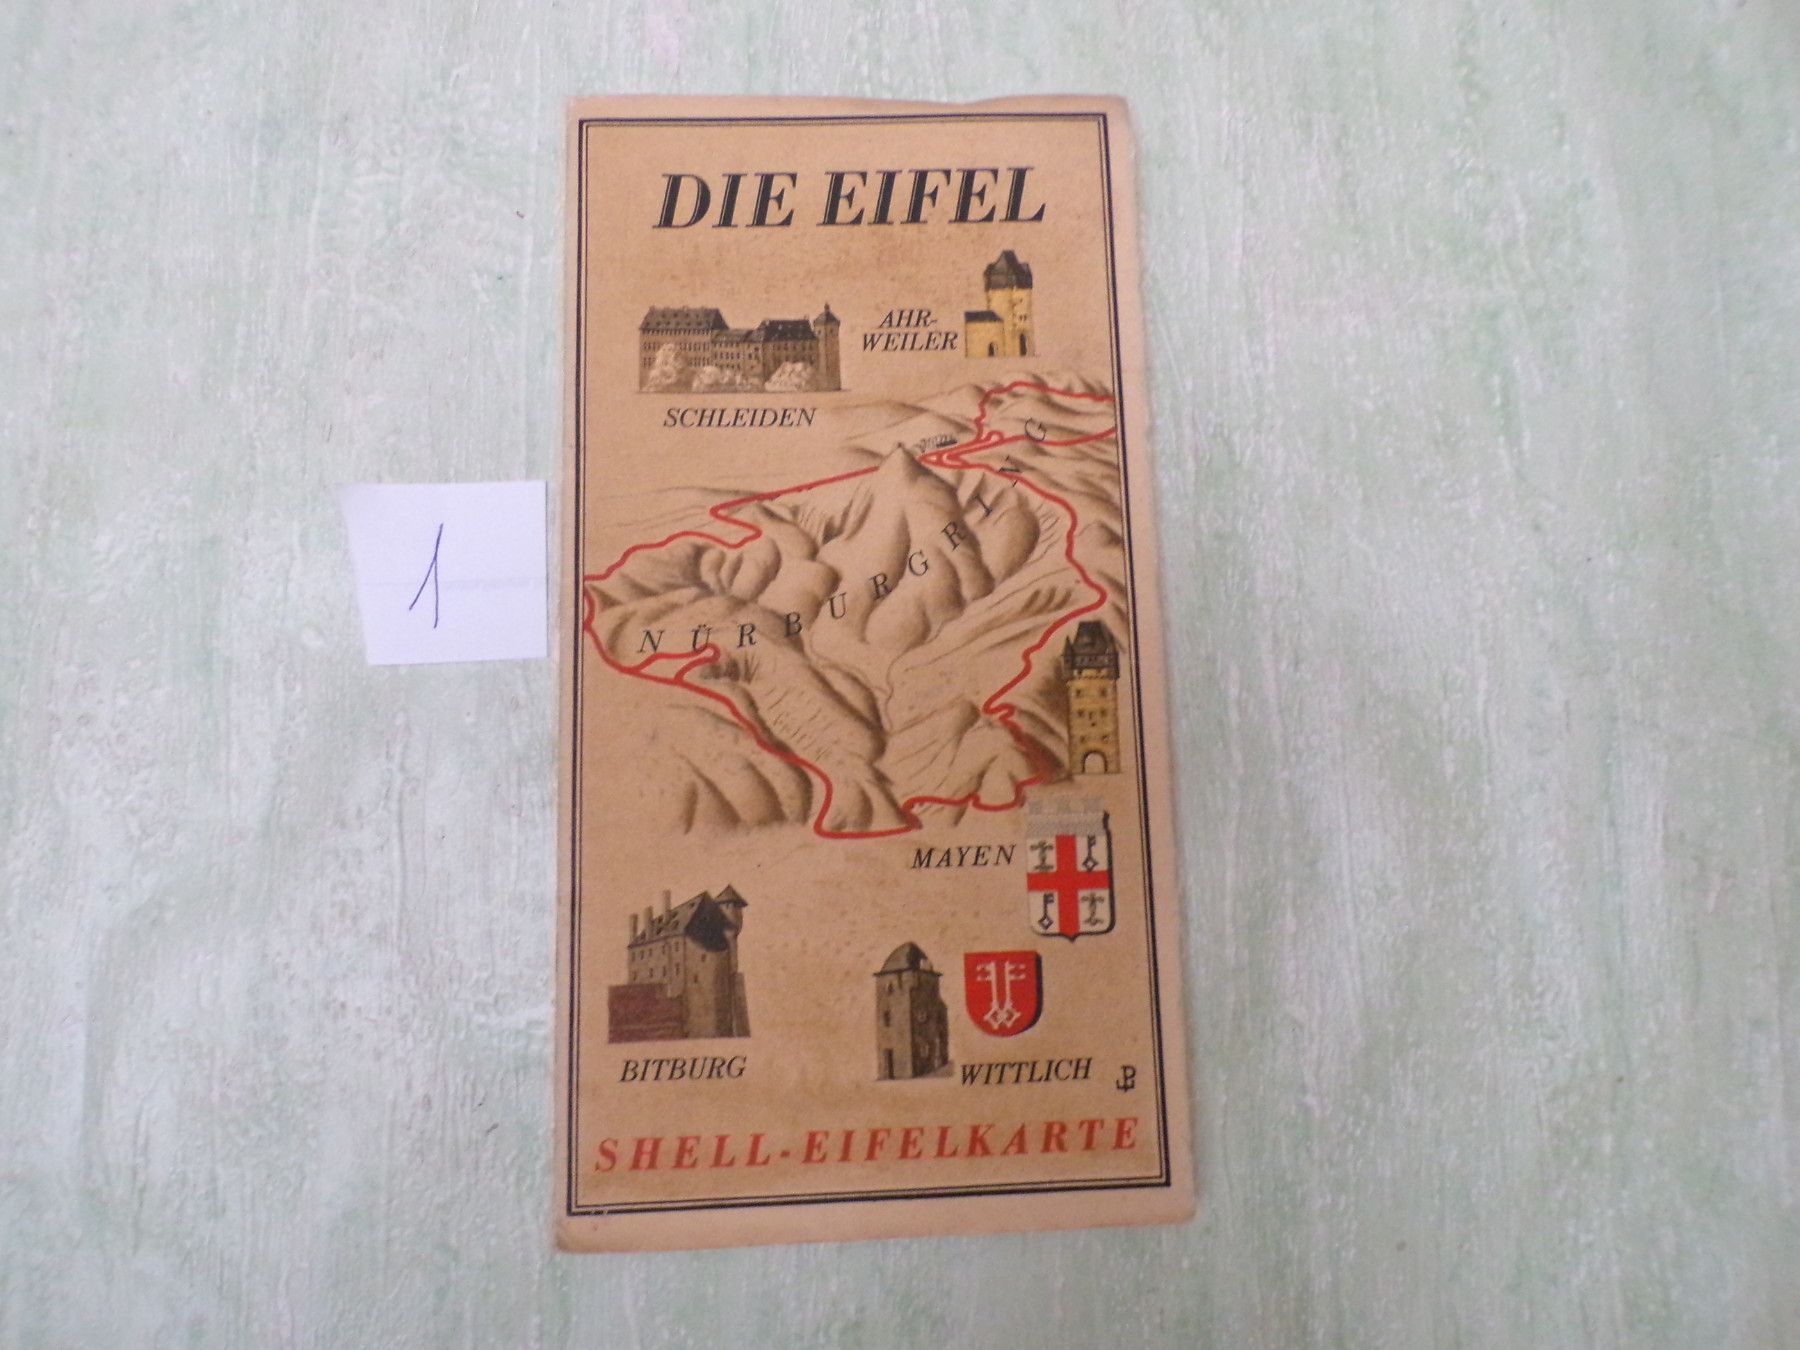 DIE EIFEL
AHR-
WEILER
SCHLEIDEN
NÜRBURGRING
1
MAYEN
BITBURG
WITTLICH
SHELL-EIFELKARTE